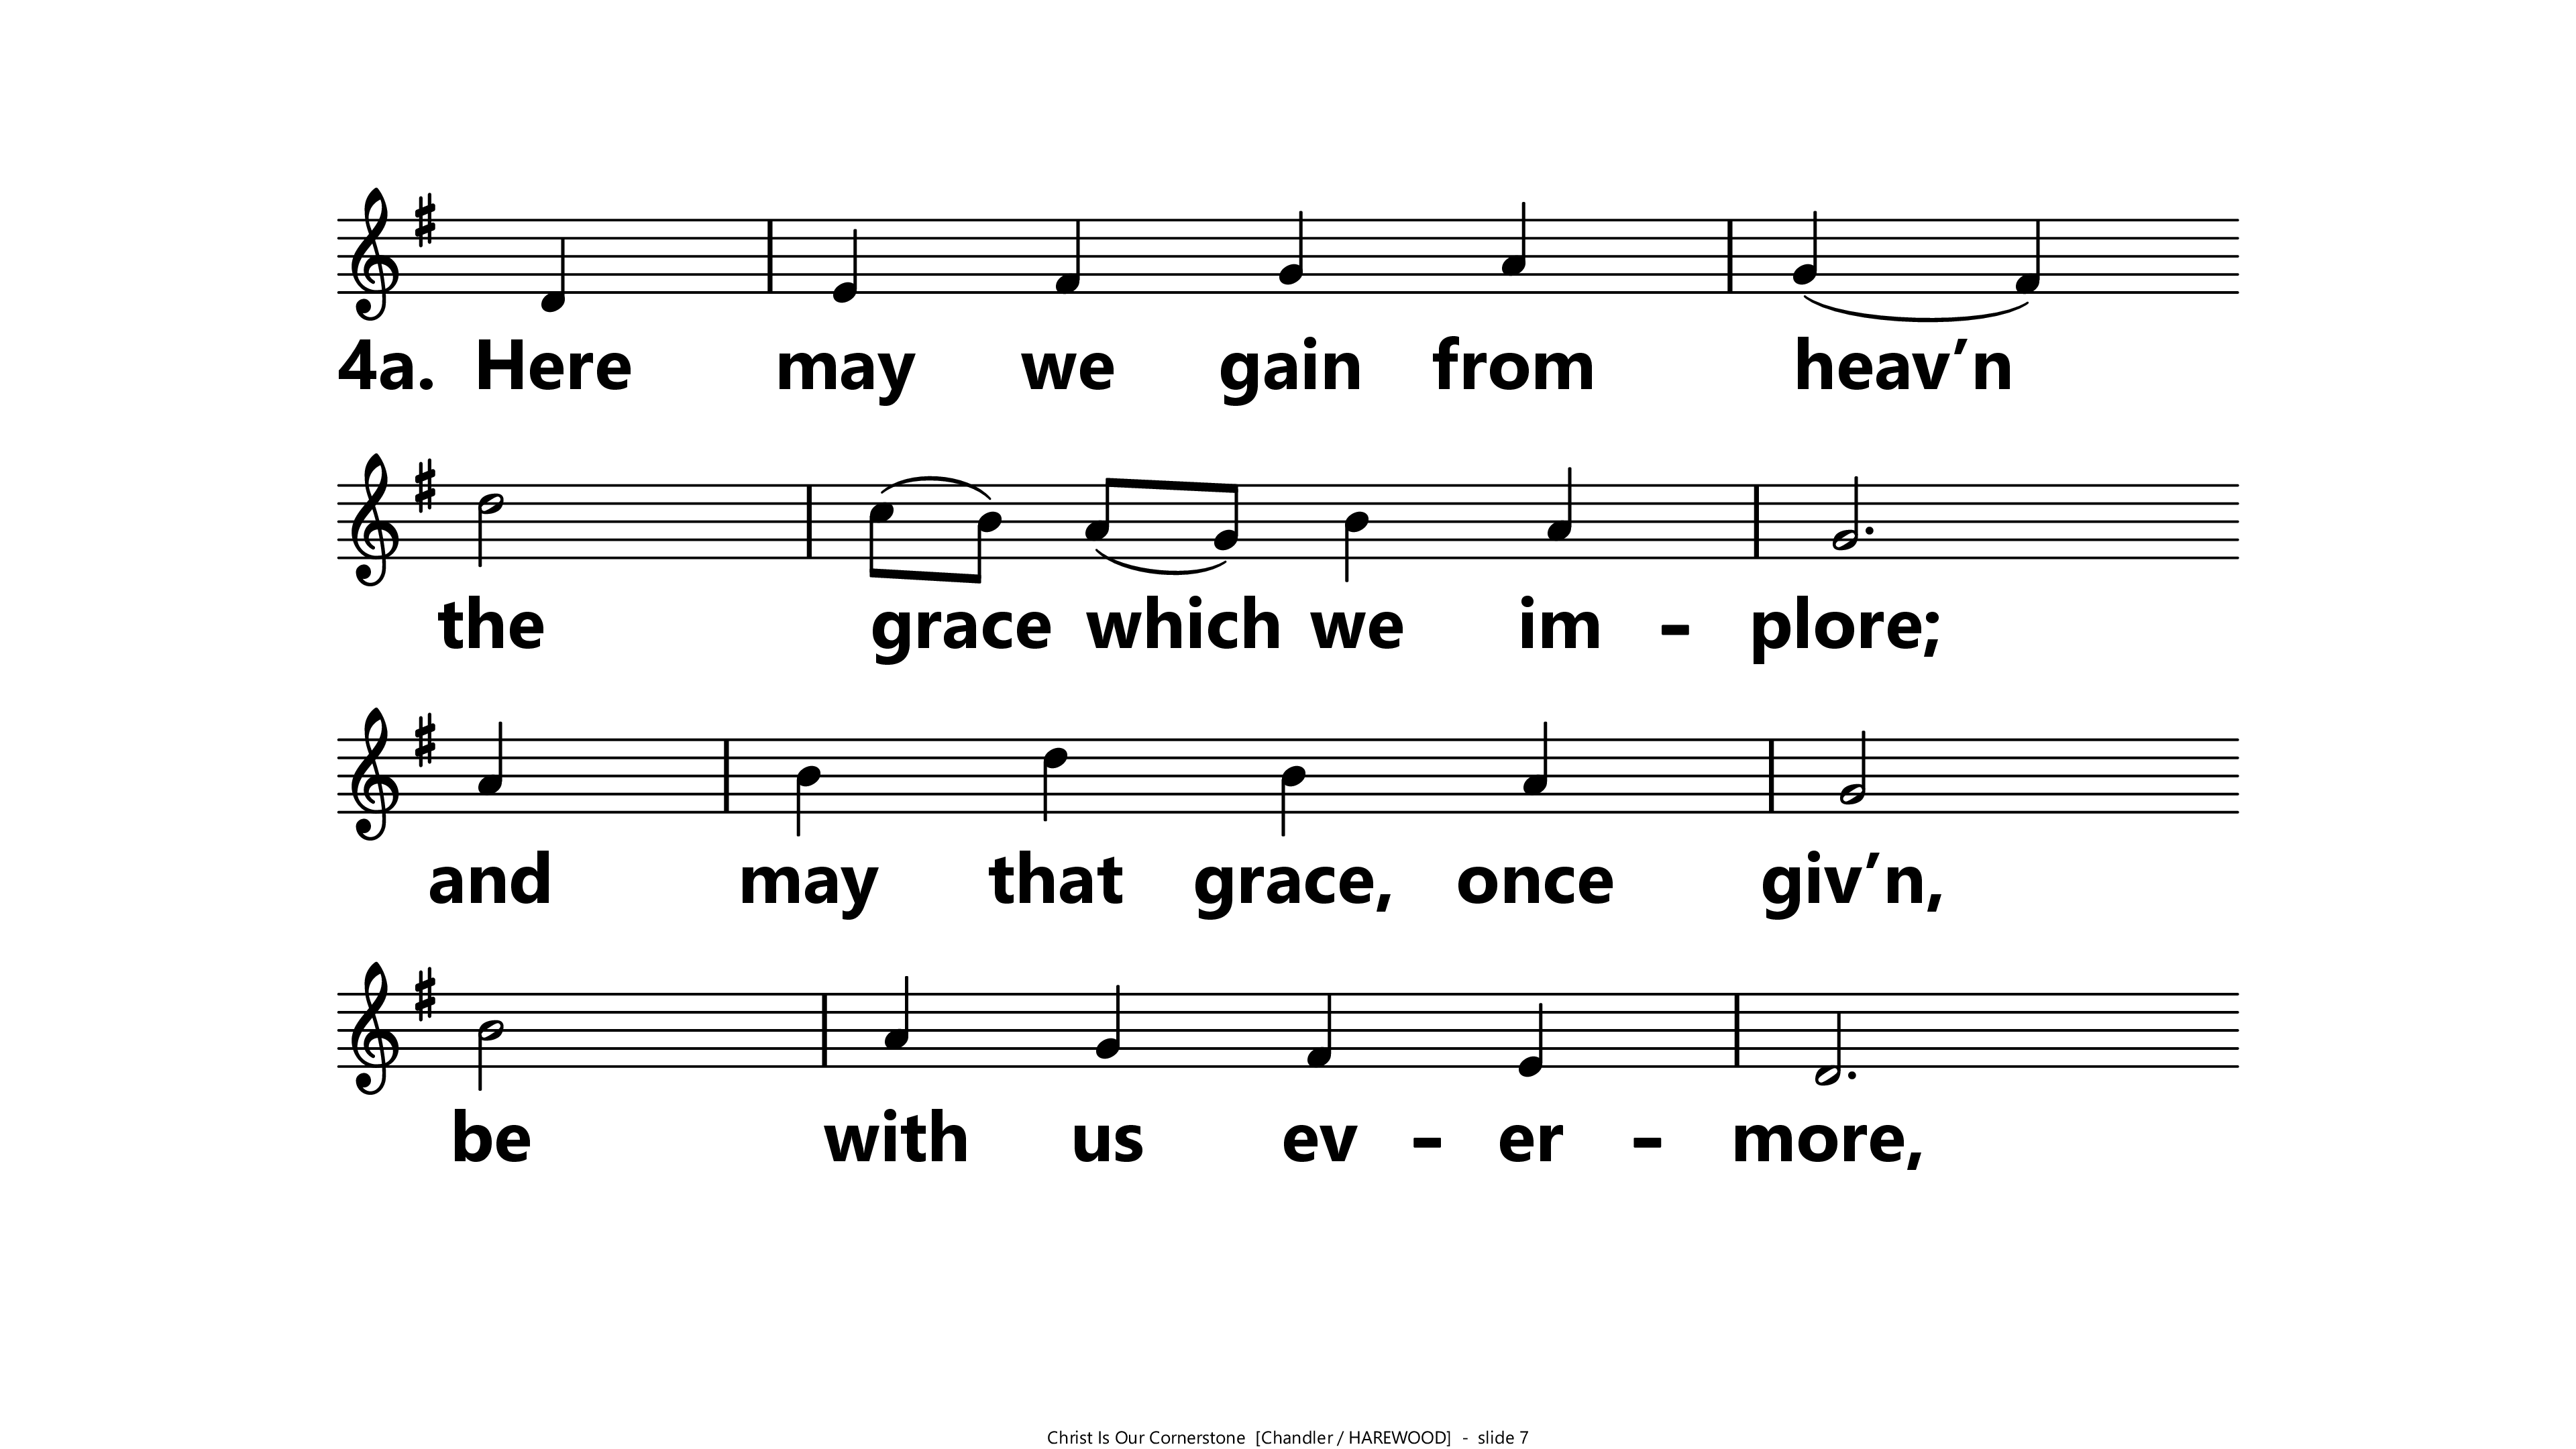 4a. Here may we gain from heav’n
the grace which we im - plore;
and may that grace, once giv’n,
be with us ev - er - more,
Christ Is Our Cornerstone [Chandler / HAREWOOD] - slide 7